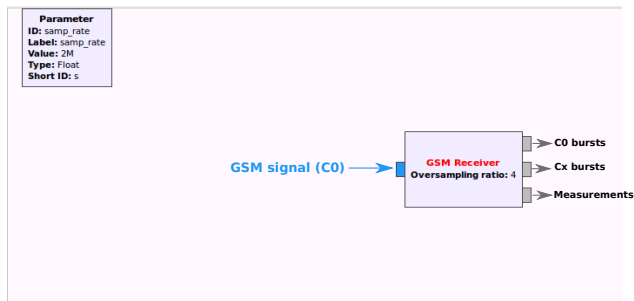 Parameter
ID: samp_rate
Label: samp_rate
Value: 2M
Type: Float
Short ID: s
C0 bursts
GSM signal (C0)
GSM Receiver
Oversampling ratio: 4
Cx bursts
Measurements